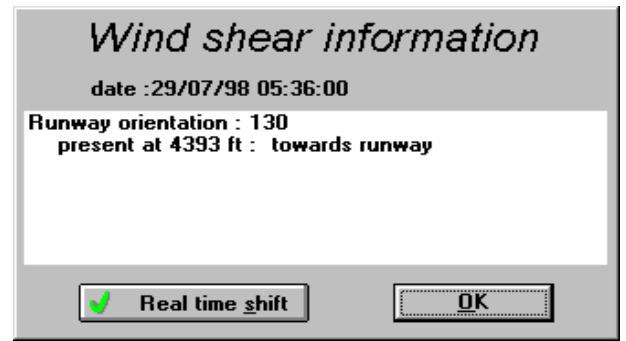 Wind shear information
date :29/07/98 05:36:00
Runway orientation : 130
present at 4393 ft :  towards runway
Real time shift
OK